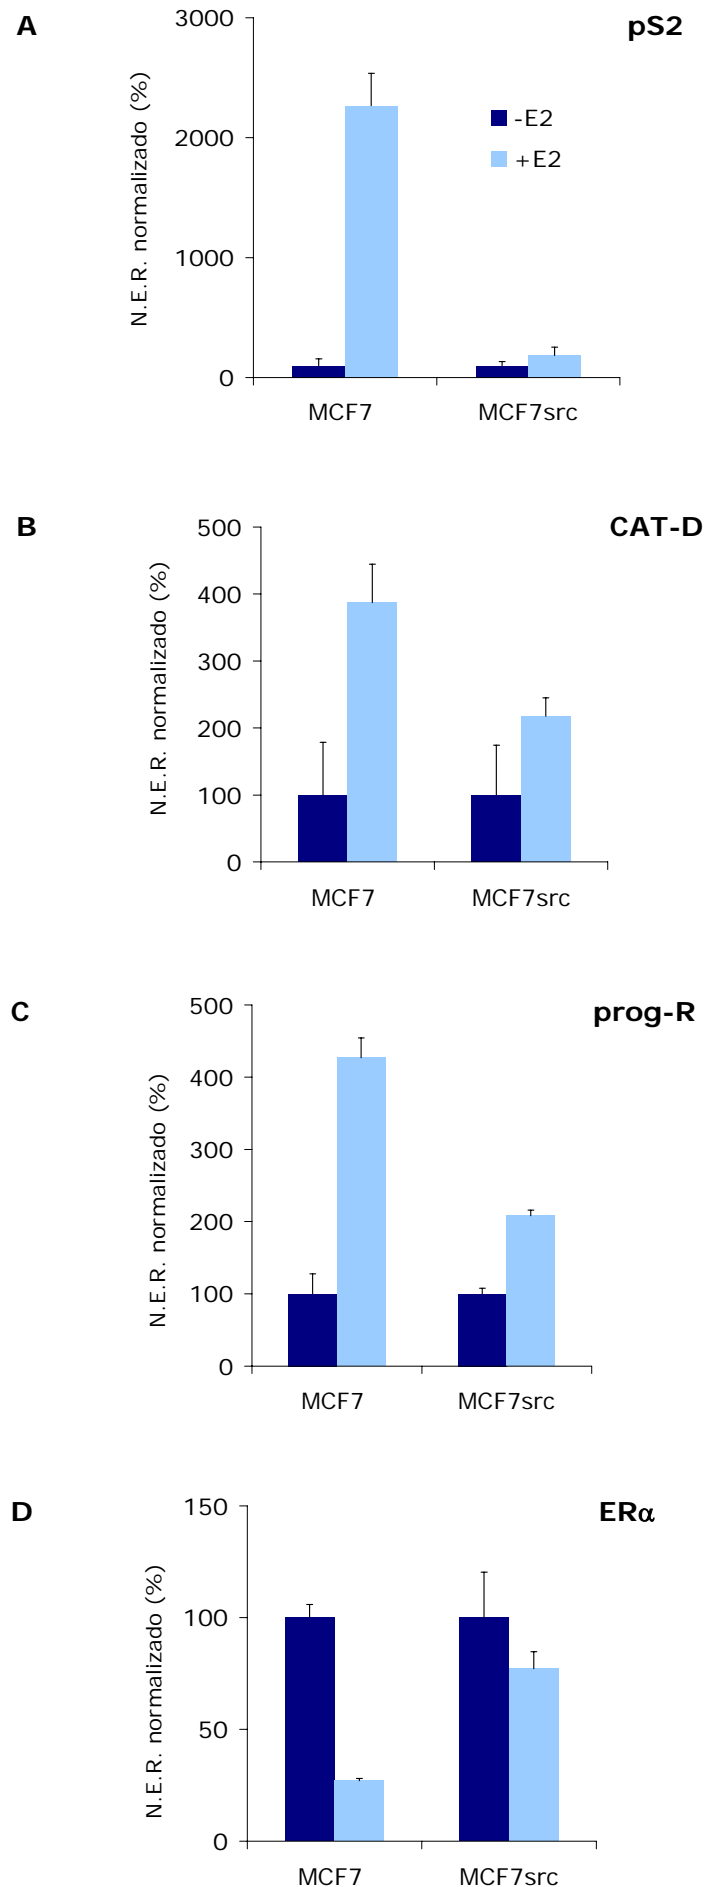 A
pS2
N.E.R. normalizado (%)
3000
2000
1000
0
-E2
+E2
MCF7
MCF7src
B
CAT-D
N.E.R. normalizado (%)
500
400
300
200
100
0
MCF7
MCF7src
C
prog-R
N.E.R. normalizado (%)
500
400
300
200
100
0
MCF7
MCF7src
D
ERα
N.E.R. normalizado (%)
150
100
50
0
MCF7
MCF7src